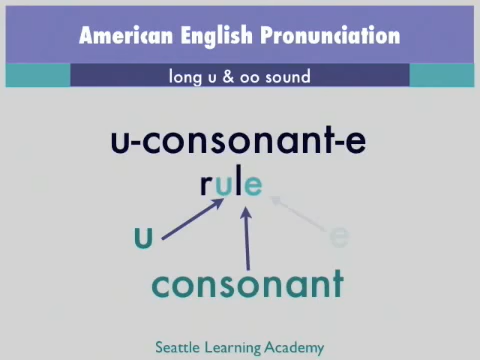 American English Pronunciation
long u & oo sound
u-consonant-e
rule
u
e
consonant
Seattle Learning Academy